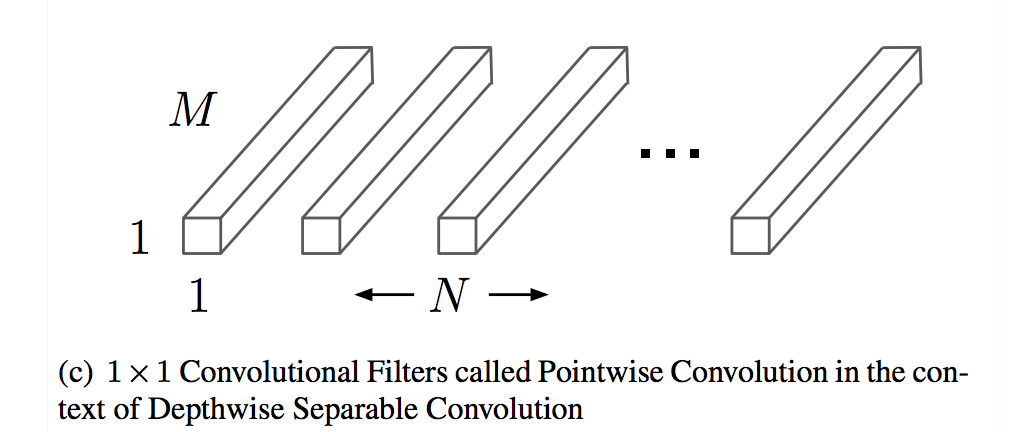 M
1
1
N
...
(c) 1 × 1 Convolutional Filters called Pointwise Convolution in the con-
text of Depthwise Separable Convolution